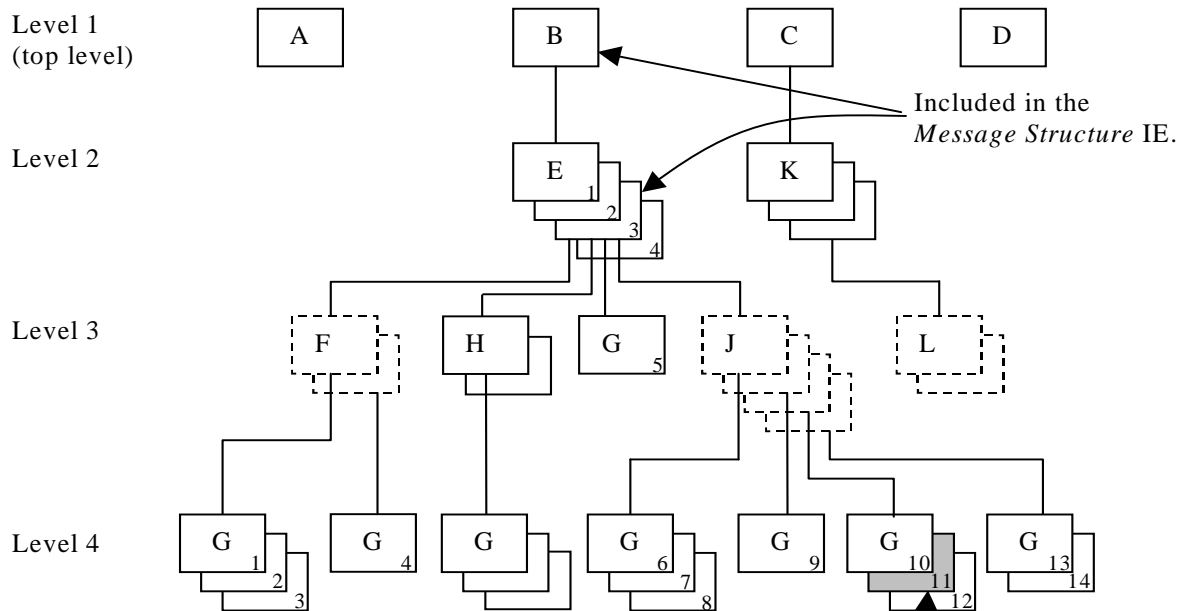 Level 1
(top level)
A
B
C
D
Included in the
Message Structure IE.
Level 2
E
1
2
3
4
K
Level 3
F
H
G
5
J
L
Level 4
G
1
2
3
G
4
G
G
6
7
8
G
9
G
10
11
12
G
13
14